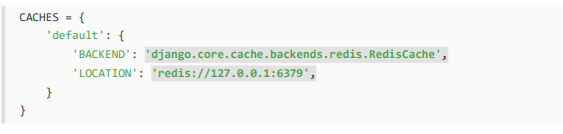 CACHES = {
    'default': {
        'BACKEND': 'django.core.cache.backends.redis.RedisCache',
        'LOCATION': 'redis://127.0.0.1:6379',
    }
}